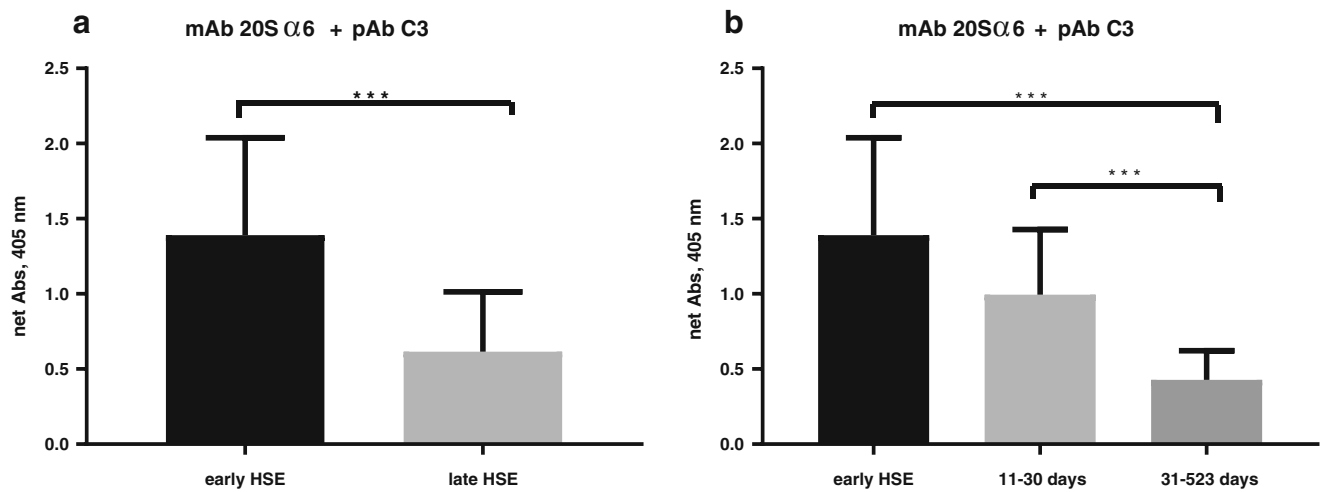 a
mAb 20S α6 + pAb C3
net Abs, 405 nm
2.5
2.0
1.5
1.0
0.5
0.0
***
early HSE
late HSE
b
mAb 20Sα6 + pAb C3
net Abs, 405 nm
2.5
2.0
1.5
1.0
0.5
0.0
***
***
early HSE
11-30 days
31-523 days